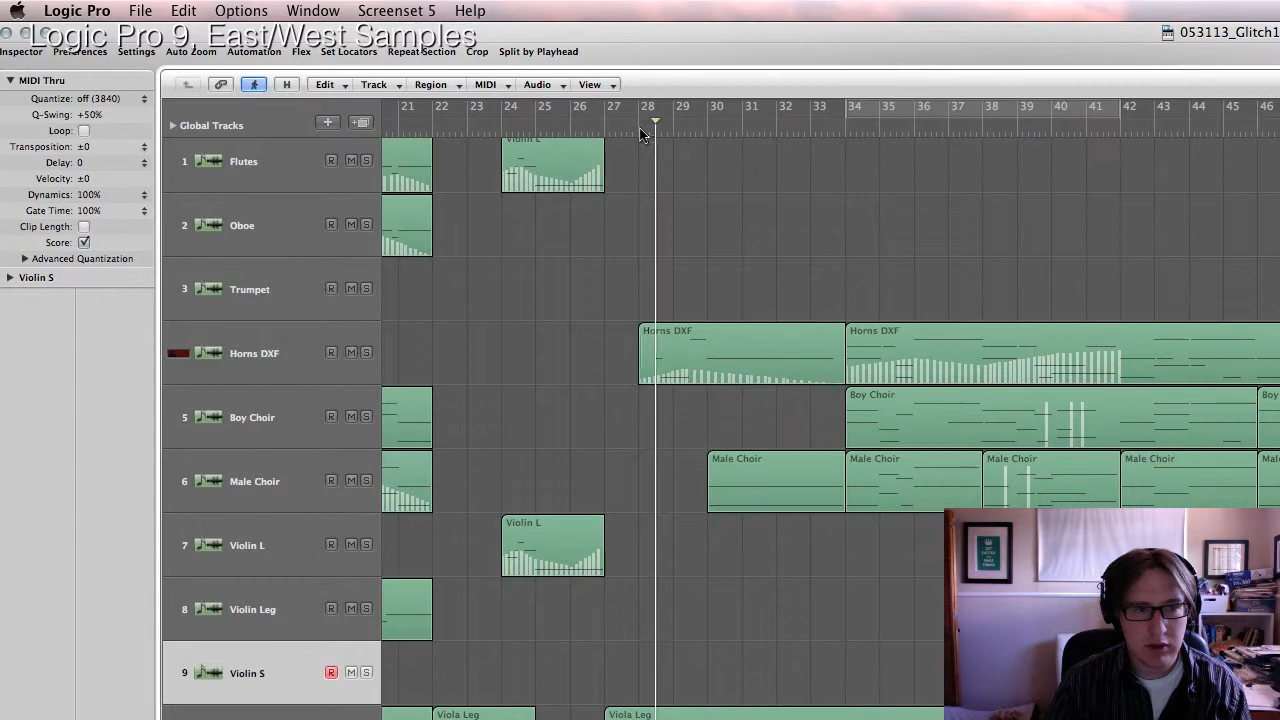 Logic Pro File Edit Options Window Screenset 5 Help
Logic Pro 9, East/West Samples
053113_Glitch1
Inspector Preferences Settings Auto Zoom Automation Flex Set Locators Repeat Section Crop Split by Playhead
MIDI Thru
Quantize: off (3840)
Q-Swing: +50%
Loop:
Transposition: ±0
Delay: 0
Velocity: ±0
Dynamics: 100%
Gate Time: 100%
Clip Length:
Score:
Advanced Quantization
Violin S
H Edit Track Region MIDI Audio View
21 22 23 24 25 26 27 28 29 30 31 32 33 34 35 36 37 38 39 40 41 42 43 44 45 46
Global Tracks
1 Flutes R M S
Violin L
2 Oboe R M S
3 Trumpet R M S
Horns DXF R M S
Horns DXF
Horns DXF
5 Boy Choir R M S
Boy Choir
Boy
6 Male Choir R M S
Male Choir
Male Choir
Male Choir
Male Choir
Mal
7 Violin L R M S
Violin L
8 Violin Leg R M S
9 Violin S R M S
Viola Leg
Viola Leg